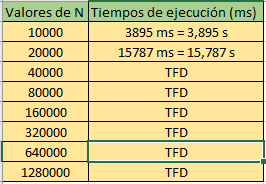 Valores de N Tiempos de ejecución (ms)
10000 3895 ms = 3,895 s
20000 15787 ms = 15,787 s
40000 TFD
80000 TFD
160000 TFD
320000 TFD
640000 TFD
1280000 TFD